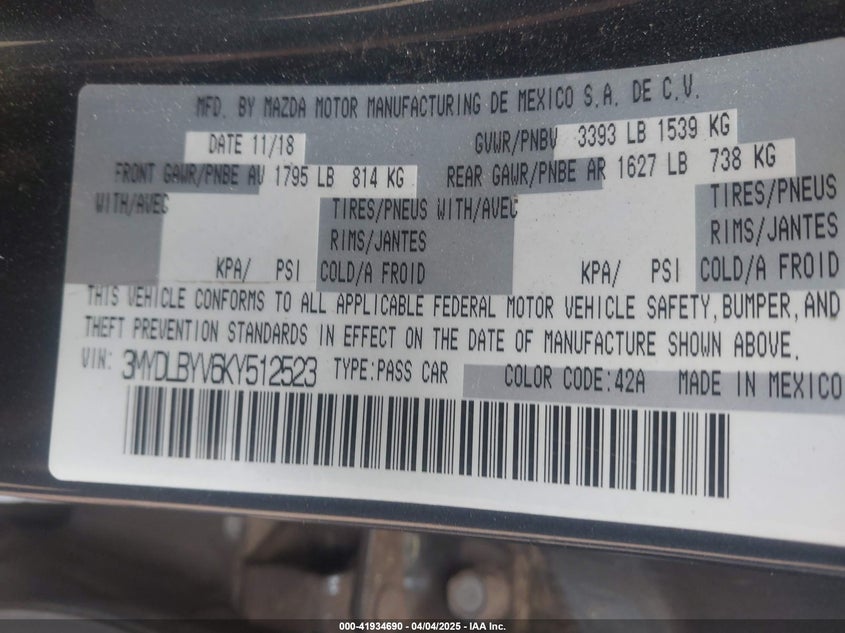 MFD. BY MAZDA MOTOR MANUFACTURING DE MEXICO S.A. DE C.V.
DATE 11/18 GVWR/PNBV 3393 LB 1539 KG
FRONT GAWR/PNBE AV 1795 LB 814 KG REAR GAWR/PNBE AR 1627 LB 738 KG
WITH/AVEC TIRES/PNEUS WITH/AVEC TIRES/PNEUS
RIMS/JANTES RIMS/JANTES
KPA/ PSI COLD/A FROID KPA/ PSI COLD/A FROID
THIS VEHICLE CONFORMS TO ALL APPLICABLE FEDERAL MOTOR VEHICLE SAFETY, BUMPER, AND
THEFT PREVENTION STANDARDS IN EFFECT ON THE DATE OF MANUFACTURE SHOWN ABOVE.
VIN: 3MYDLBYV6KY512523 TYPE:PASS CAR COLOR CODE:42A MADE IN MEXICO
000-41934690 - 04/04/2025 - IAA Inc.